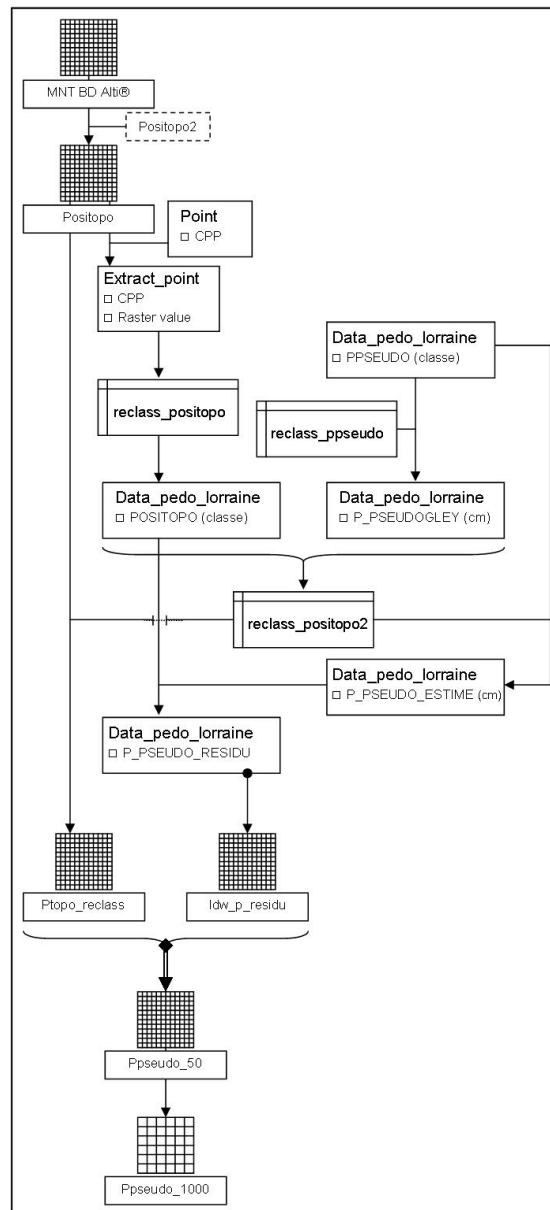 MNT BD Alti®
Positopo2
Positopo
Point
CPP
Extract_point
CPP
Raster value
Data_pedo_lorraine
PPSEUDO (classe)
reclass_positopo
reclass_ppseudo
Data_pedo_lorraine
POSITOPO (classe)
Data_pedo_lorraine
P_PSEUDOGLEY (cm)
reclass_positopo2
Data_pedo_lorraine
P_PSEUDO_ESTIME (cm)
Data_pedo_lorraine
P_PSEUDO_RESIDU
Ptopo_reclass
Idw_p_residu
Ppseudo_50
Ppseudo_1000